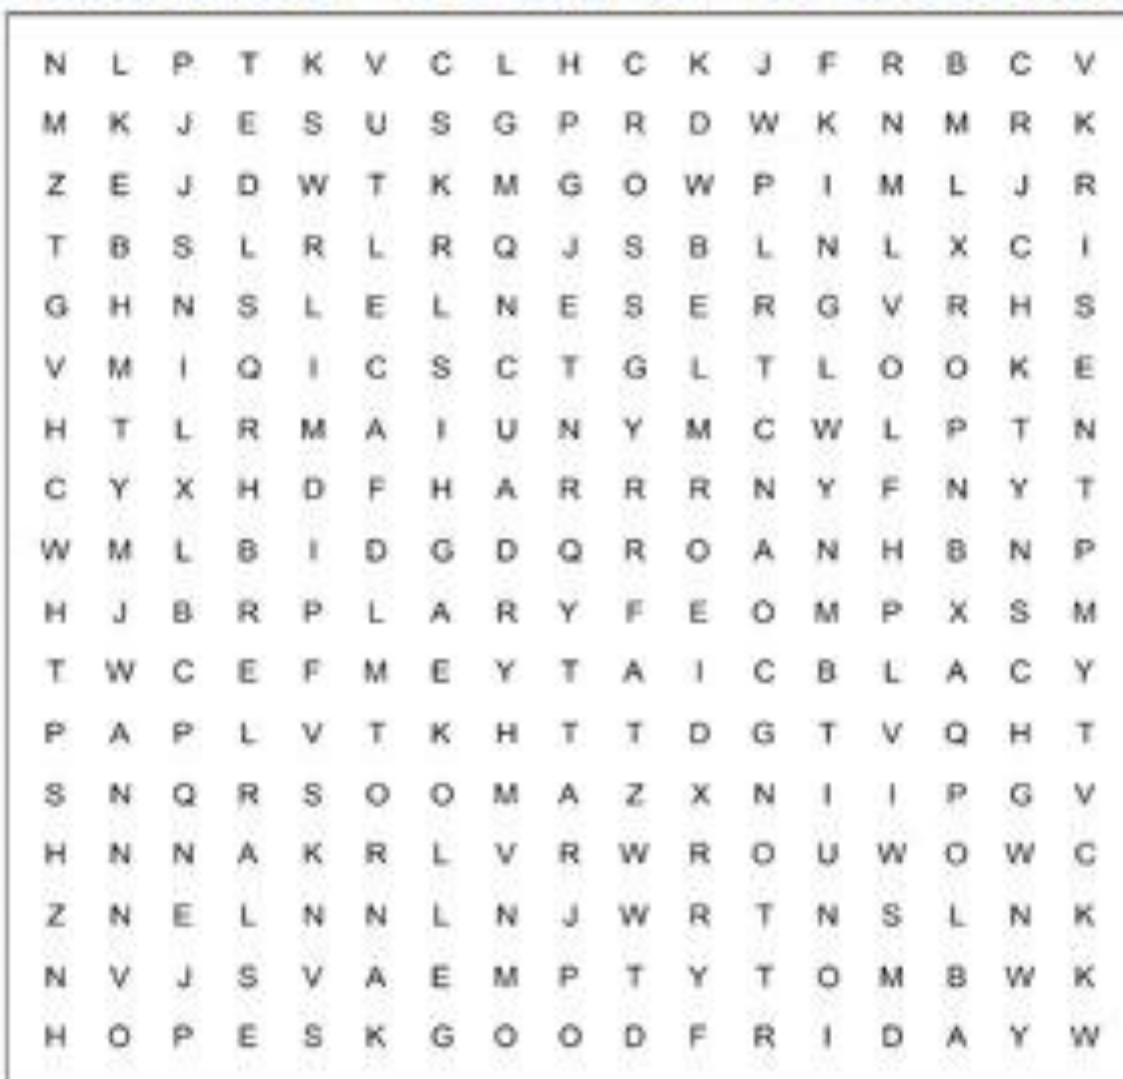 N L P T K V C L H C K J F R B C V
M K J E S U S G P R D W K N M R K
Z E J D W T K M G O W P I M L J R
T B S L R L R Q J S B L N L X C I
G H N S L E L N E S E R G V R H S
V M I Q I C S C T G L T L O O K E
H T L R M A I U N Y M C W L P T N
C Y X H D F H A R R R N Y F N Y T
W M L B I D G D Q R O A N H B N P
H J B R P L A R Y F E O M P X S M
T W C E F M E Y T A I C B L A C Y
P A P L V T K H T T D G T V Q H T
S N Q R S O O M A Z X N I I P G V
H N N A K R L V R W R O U W O W C
Z N E L N N L N J W R T N S L N K
N V J S V A E M P T Y T O M B W K
H O P E S K G O O D F R I D A Y W